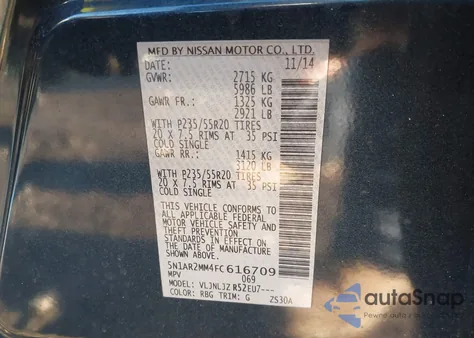 MFD BY NISSAN MOTOR CO., LTD.
DATE: 11/14
GVWR: 2715 KG
5986 LB
GAWR FR.: 1325 KG
2921 LB
WITH P235/55R20 TIRES
20 X 7.5 RIMS AT 35 PSI
COLD SINGLE
GAWR RR.: 1415 KG
3120 LB
WITH P235/55R20 TIRES
20 X 7.5 RIMS AT 35 PSI
COLD SINGLE
THIS VEHICLE CONFORMS TO
ALL APPLICABLE FEDERAL
MOTOR VEHICLE SAFETY AND
THEFT PREVENTION
STANDARDS IN EFFECT ON
THE DATE OF MANUFACTURE
SHOWN ABOVE.
5N1AR2MM4FC616709
MPV 069
MODEL: VLJNLJZ R52EU7---
COLOR: RBG TRIM: G ZS30A
autoSnap